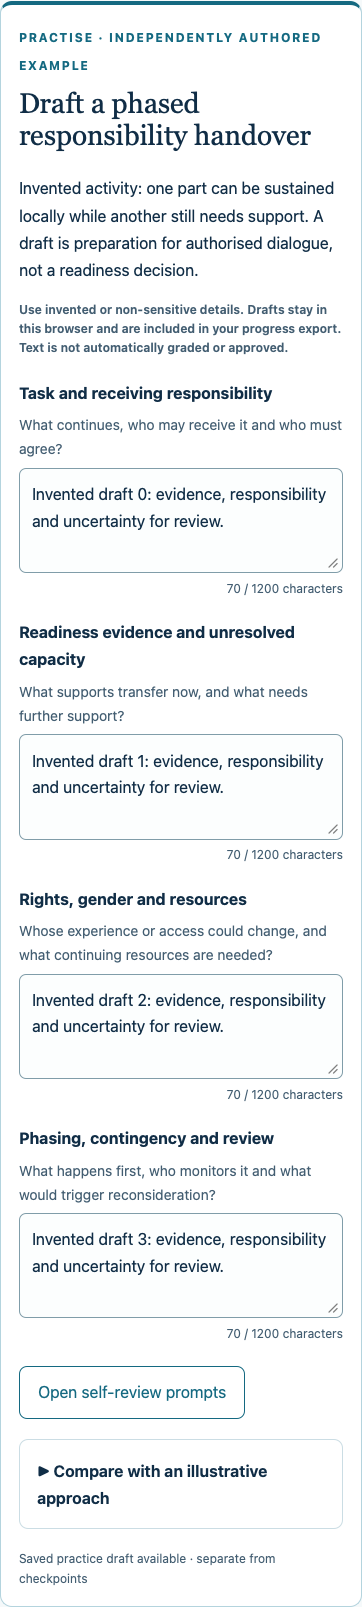 PRACTISE · INDEPENDENTLY AUTHORED
EXAMPLE
Draft a phased
responsibility handover
Invented activity: one part can be sustained
locally while another still needs support. A
draft is preparation for authorised dialogue,
not a readiness decision.
Use invented or non-sensitive details. Drafts stay in
this browser and are included in your progress export.
Text is not automatically graded or approved.
Task and receiving responsibility
What continues, who may receive it and who must
agree?
Invented draft 0: evidence, responsibility
and uncertainty for review.
70 / 1200 characters
Readiness evidence and unresolved
capacity
What supports transfer now, and what needs
further support?
Invented draft 1: evidence, responsibility
and uncertainty for review.
70 / 1200 characters
Rights, gender and resources
Whose experience or access could change, and
what continuing resources are needed?
Invented draft 2: evidence, responsibility
and uncertainty for review.
70 / 1200 characters
Phasing, contingency and review
What happens first, who monitors it and what
would trigger reconsideration?
Invented draft 3: evidence, responsibility
and uncertainty for review.
70 / 1200 characters
Open self-review prompts
Compare with an illustrative
approach
Saved practice draft available · separate from
checkpoints